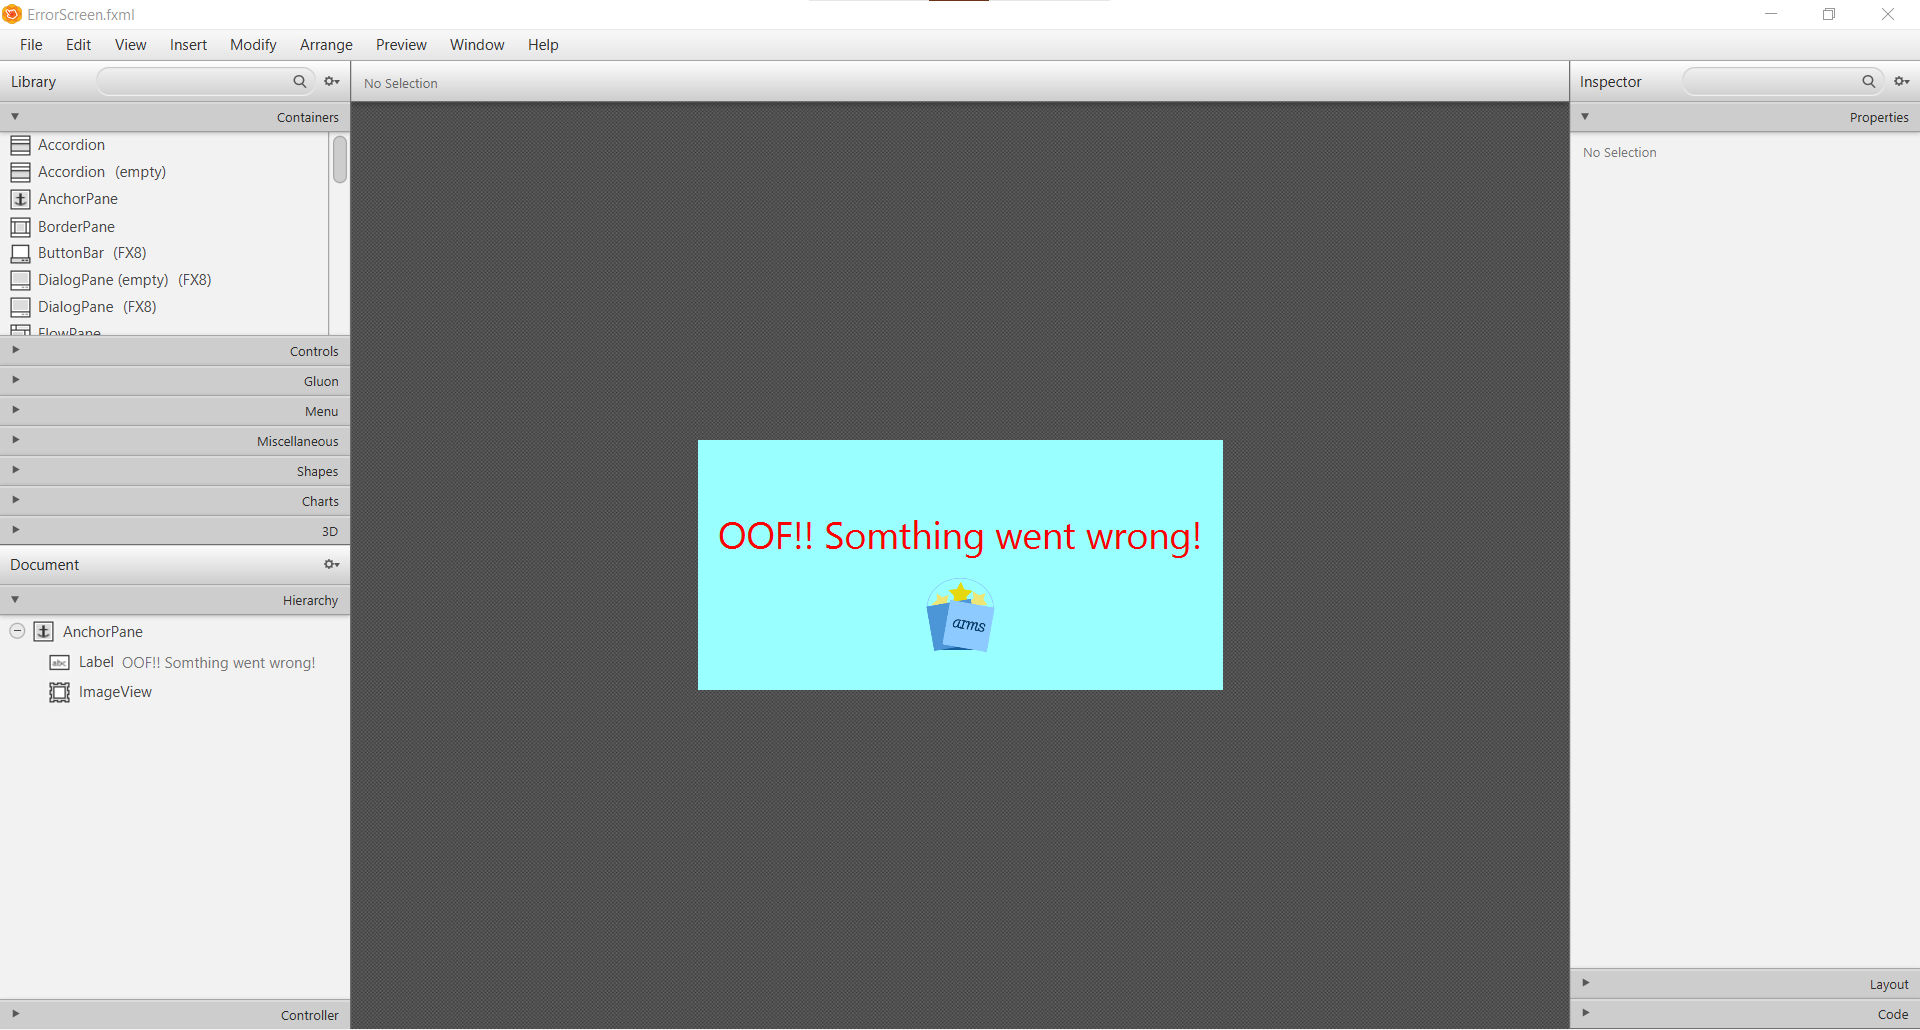 ErrorScreen.fxml
File Edit View Insert Modify Arrange Preview Window Help
Library
No Selection
Inspector
Containers
Properties
Accordion
Accordion (empty)
AnchorPane
BorderPane
ButtonBar (FX8)
DialogPane (empty) (FX8)
DialogPane (FX8)
FlowPane
Controls
Gluon
Menu
Miscellaneous
Shapes
Charts
3D
Document
Hierarchy
AnchorPane
abc Label OOF!! Somthing went wrong!
ImageView
Controller
OOF!! Somthing went wrong!
arms
No Selection
Layout
Code